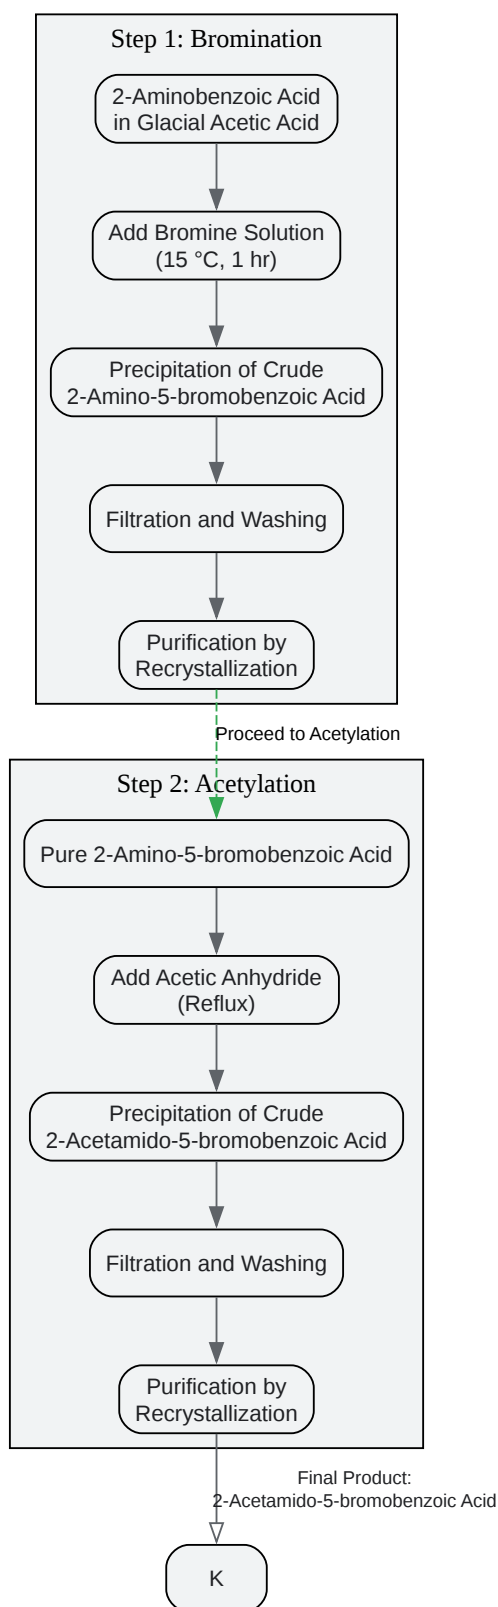 Step 1: Bromination
2-Aminobenzoic Acid
in Glacial Acetic Acid
Add Bromine Solution
(15 °C, 1 hr)
Precipitation of Crude
2-Amino-5-bromobenzoic Acid
Filtration and Washing
Purification by
Recrystallization
Proceed to Acetylation
Step 2: Acetylation
Pure 2-Amino-5-bromobenzoic Acid
Add Acetic Anhydride
(Reflux)
Precipitation of Crude
2-Acetamido-5-bromobenzoic Acid
Filtration and Washing
Purification by
Recrystallization
Final Product:
2-Acetamido-5-bromobenzoic Acid
K